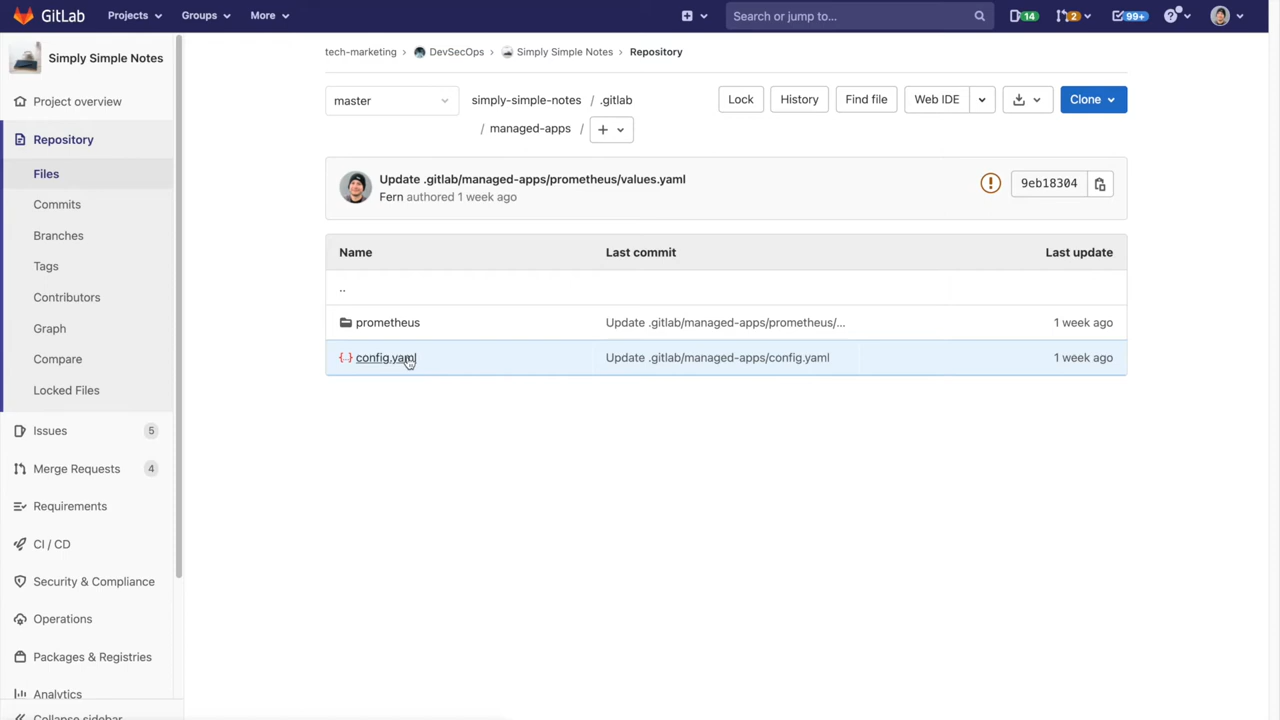 GitLab Projects Groups More Search or jump to... 14 2 99+
Simply Simple Notes
Project overview
Repository
Files
Commits
Branches
Tags
Contributors
Graph
Compare
Locked Files
Issues 5
Merge Requests 4
Requirements
CI / CD
Security & Compliance
Operations
Packages & Registries
Analytics
Collapse sidebar
tech-marketing > DevSecOps > Simply Simple Notes > Repository
master simply-simple-notes / .gitlab
/ managed-apps / +
Lock History Find file Web IDE Clone
Update .gitlab/managed-apps/prometheus/values.yaml
Fern authored 1 week ago
9eb18304
Name Last commit Last update
..
prometheus Update .gitlab/managed-apps/prometheus/... 1 week ago
config.yaml Update .gitlab/managed-apps/config.yaml 1 week ago